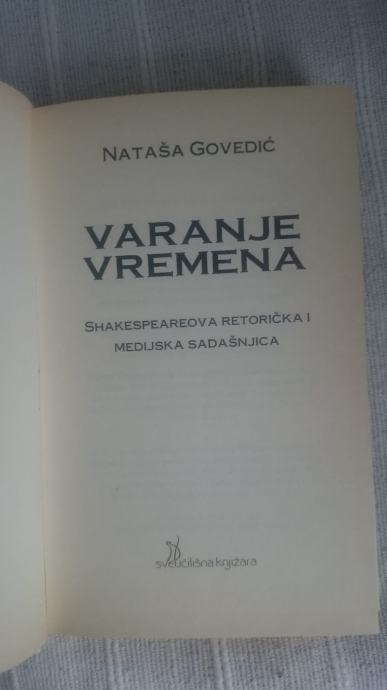 NATAŠA GOVEDIĆ
VARANJE
VREMENA
SHAKESPEAREOVA RETORIČKA I
MEDIJSKA SADAŠNJICA
sveučilišna knjižara